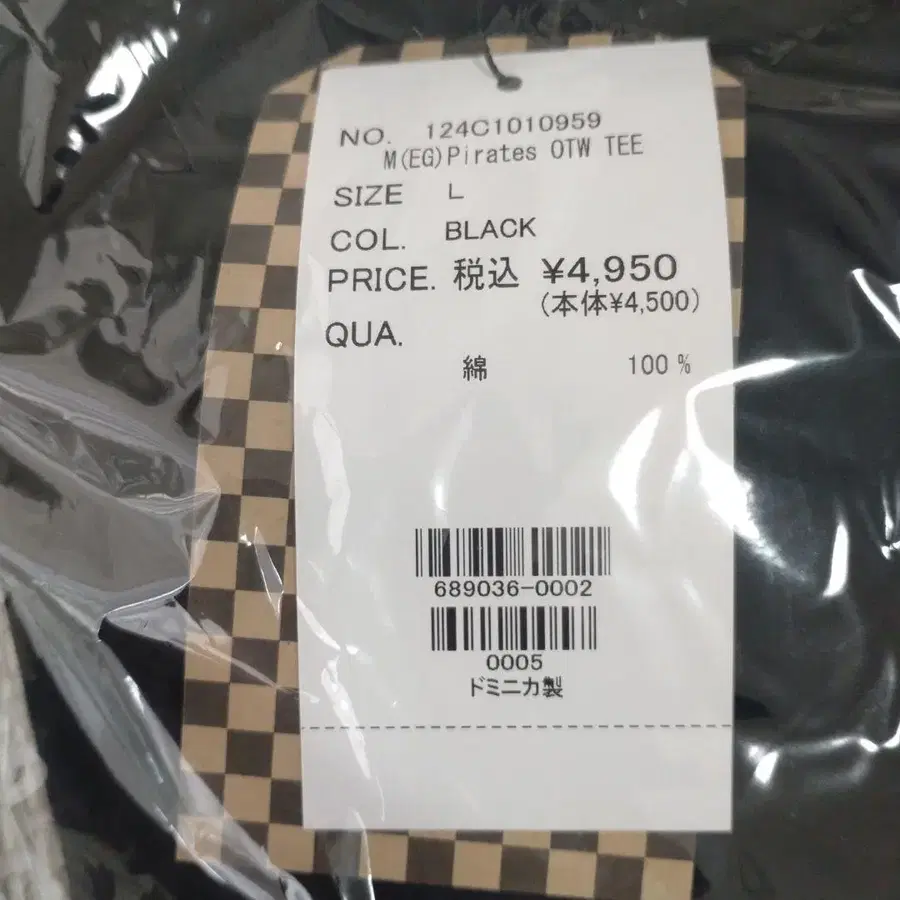 NO. 124C1010959
M(EG)Pirates OTW TEE
SIZE L
COL. BLACK
PRICE. 税込 ¥4,950
(本体¥4,500)
QUA.
綿 100 %
689036-0002
0005
ドミニカ製